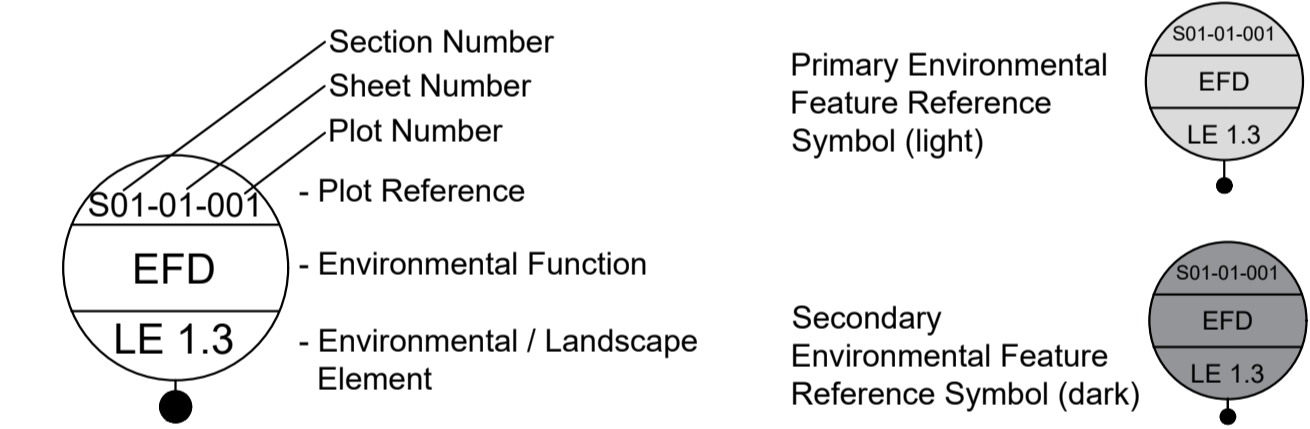 Section Number
Sheet Number
Plot Number
S01-01-001
- Plot Reference
EFD
- Environmental Function
LE 1.3
- Environmental / Landscape
Element
Primary Environmental
Feature Reference
Symbol (light)
S01-01-001
EFD
LE 1.3
Secondary
Environmental Feature
Reference Symbol (dark)
S01-01-001
EFD
LE 1.3